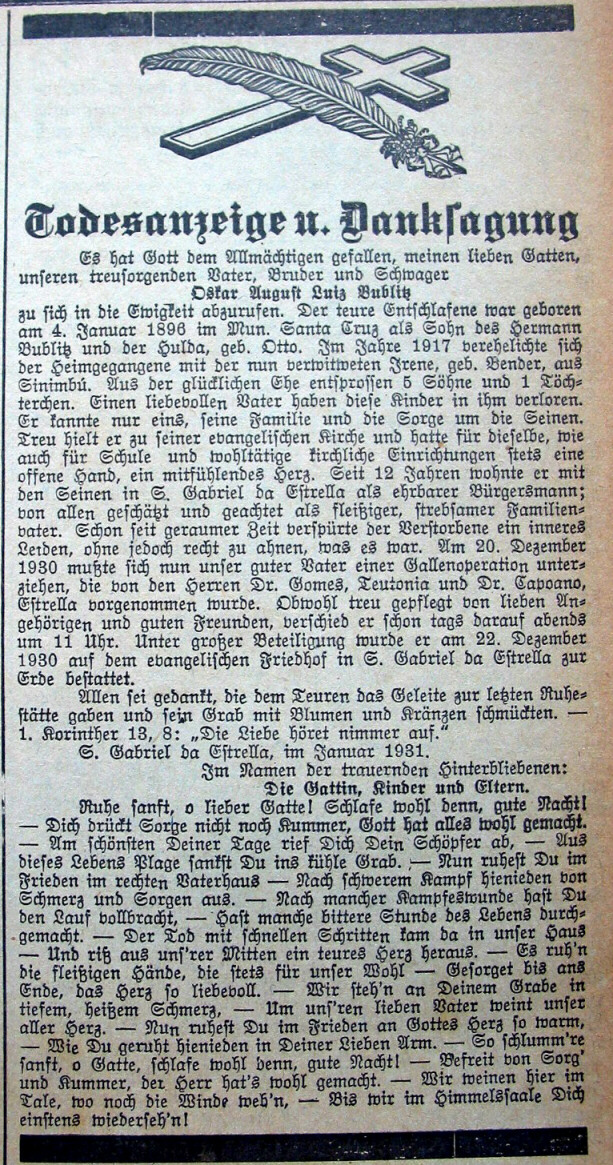 Todesanzeige u. Danksagung
Es hat Gott dem Allmächtigen gefallen, meinen lieben Gatten,
unseren treusorgenden Vater, Bruder und Schwager
Oskar August Luiz Bublitz
zu sich in die Ewigkeit abzurufen. Der teure Entschlafene war geboren
am 4. Januar 1896 im Mun. Santa Cruz als Sohn des Hermann
Bublitz und der Hulda, geb. Otto. Im Jahre 1917 verehelichte sich
der Heimgegangene mit der nun verwitweten Irene, geb. Bender, aus
Sinimbú. Aus der glücklichen Ehe entsprossen 5 Söhne und 1 Töch-
terchen. Einen liebevollen Vater haben diese Kinder in ihm verloren.
Er kannte nur eins, seine Familie und die Sorge um die Seinen.
Treu hielt er zu seiner evangelischen Kirche und hatte für dieselbe, wie
auch für Schule und wohltätige kirchliche Einrichtungen stets eine
offene Hand, ein mitfühlendes Herz. Seit 12 Jahren wohnte er mit
den Seinen in S. Gabriel da Estrella als ehrbarer Bürgersmann;
von allen geschätzt und geachtet als fleißiger, strebsamer Familien-
vater. Schon seit geraumer Zeit verspürte der Verstorbene ein inneres
Leiden, ohne jedoch recht zu ahnen, was es war. Am 20. Dezember
1930 mußte sich nun unser guter Vater einer Gallenoperation unter-
ziehen, die von den Herren Dr. Gomes, Teutonia und Dr. Capoano,
Estrella vorgenommen wurde. Obwohl treu gepflegt von lieben An-
gehörigen und guten Freunden, verschied er schon tags darauf abends
um 11 Uhr. Unter großer Beteiligung wurde er am 22. Dezember
1930 auf dem evangelischen Friedhof in S. Gabriel da Estrella zur
Erde bestattet.
Allen sei gedankt, die dem Teuren das Geleite zur letzten Ruhe-
stätte gaben und sein Grab mit Blumen und Kränzen schmückten. —
1. Korinther 13, 8: „Die Liebe höret nimmer auf."
S. Gabriel da Estrella, im Januar 1931.
Im Namen der trauernden Hinterbliebenen:
Die Gattin, Kinder und Eltern.
Ruhe sanft, o lieber Gatte! Schlafe wohl denn, gute Nacht!
— Dich drückt Sorge nicht noch Kummer, Gott hat alles wohl gemacht.
— Am schönsten Deiner Tage rief Dich Dein Schöpfer ab, — Aus
dieses Lebens Plage sankst Du ins kühle Grab. — Nun ruhest Du im
Frieden im rechten Vaterhaus — Nach schwerem Kampf hienieden von
Schmerz und Sorgen aus. — Nach mancher Kampfeswunde hast Du
den Lauf vollbracht, — Hast manche bittere Stunde des Lebens durch-
gemacht. — Der Tod mit schnellen Schritten kam da in unser Haus
— Und riß aus uns'rer Mitten ein teures Herz heraus. — Es ruh'n
die fleißigen Hände, die stets für unser Wohl — Gesorget bis ans
Ende, das Herz so liebevoll. — Wir steh'n an Deinem Grabe in
tiefem, heißem Schmerz, — Um uns'ren lieben Vater weint unser
aller Herz. — Nun ruhest Du im Frieden an Gottes Herz so warm,
— Wie Du geruht hienieden in Deiner Lieben Arm. — So schlumm're
sanft, o Gatte, schlafe wohl denn, gute Nacht! — Befreit von Sorg'
und Kummer, der Herr hat's wohl gemacht. — Wir weinen hier im
Tale, wo noch die Winde weh'n, — Bis wir im Himmelssaale Dich
einstens wiederseh'n!